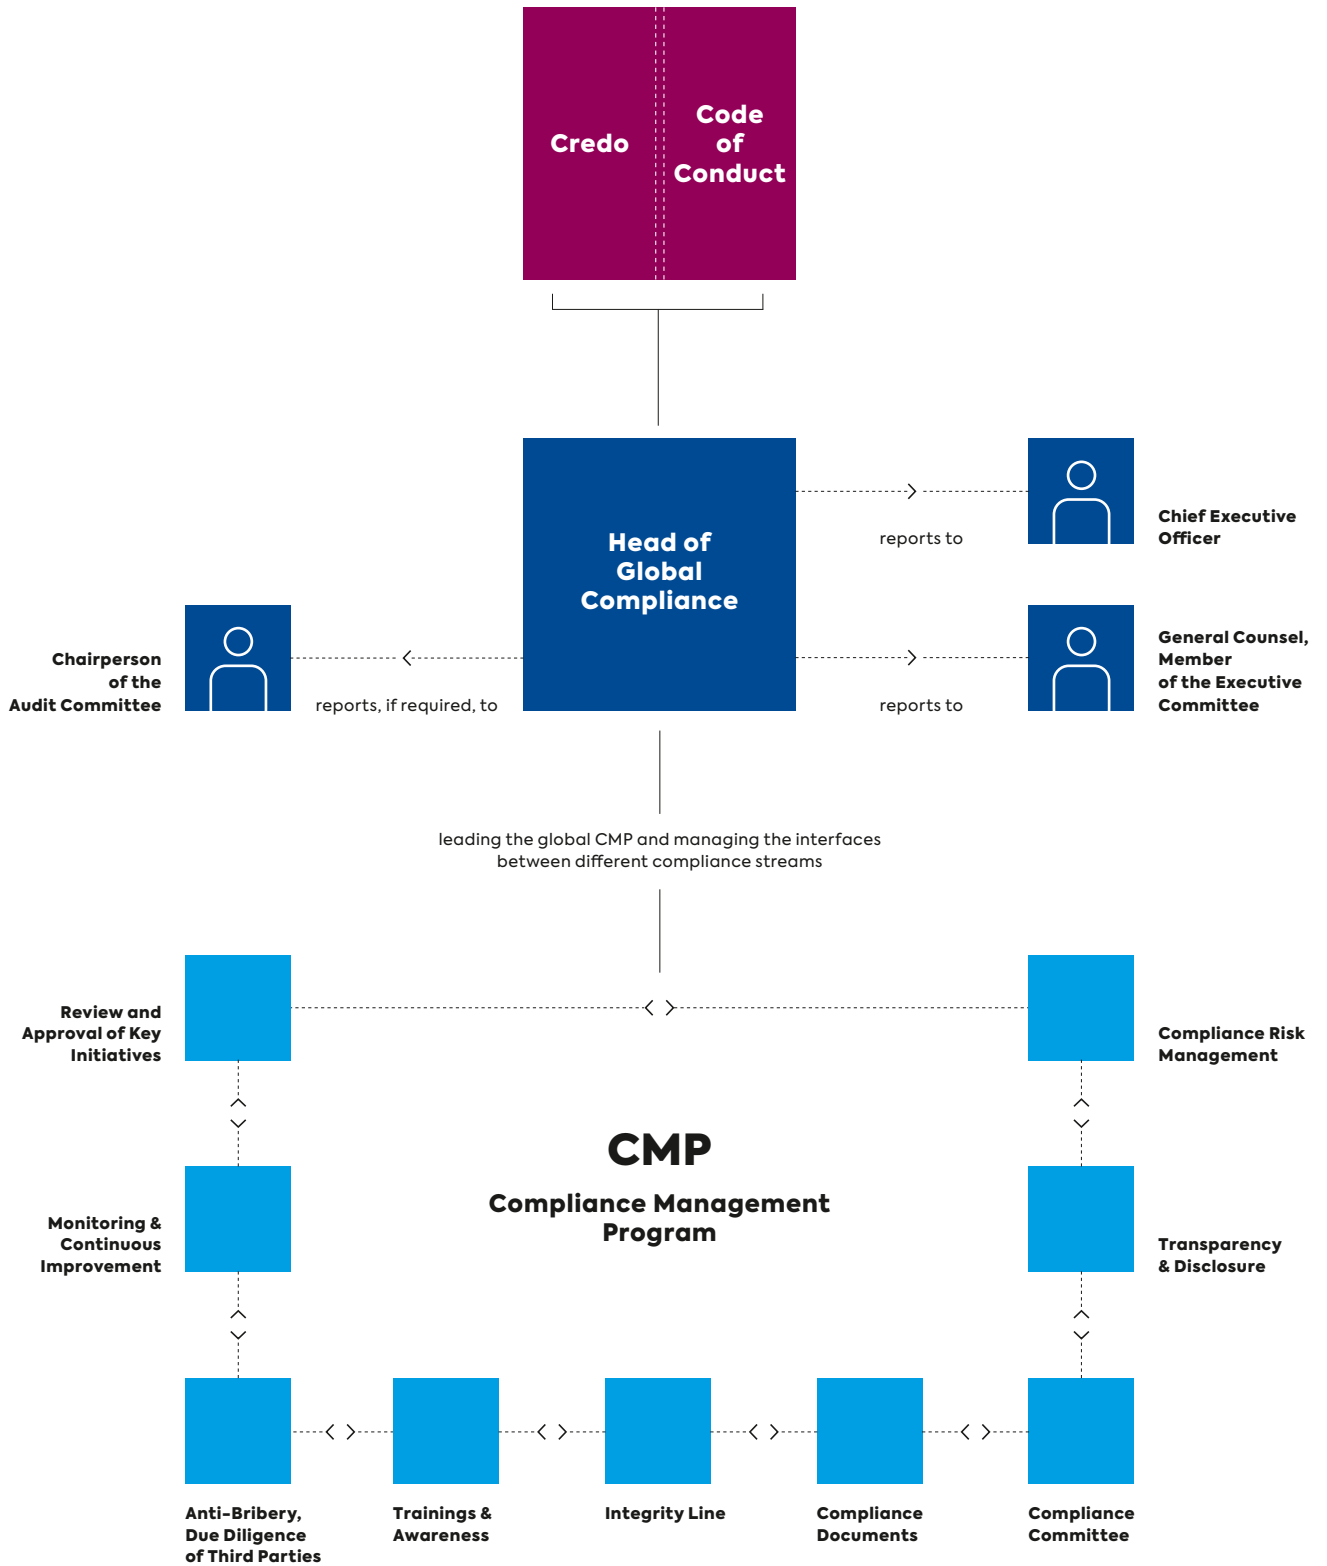 Credo
Code
of
Conduct
Head of
Global
Compliance
reports to
Chief Executive
Officer
Chairperson
of the
Audit Committee
reports, if required, to
reports to
General Counsel,
Member
of the Executive
Committee
leading the global CMP and managing the interfaces
between different compliance streams
Review and
Approval of Key
Initiatives
Compliance Risk
Management
CMP
Compliance Management
Program
Monitoring &
Continuous
Improvement
Transparency
& Disclosure
Anti-Bribery,
Due Diligence
of Third Parties
Trainings &
Awareness
Integrity Line
Compliance
Documents
Compliance
Committee